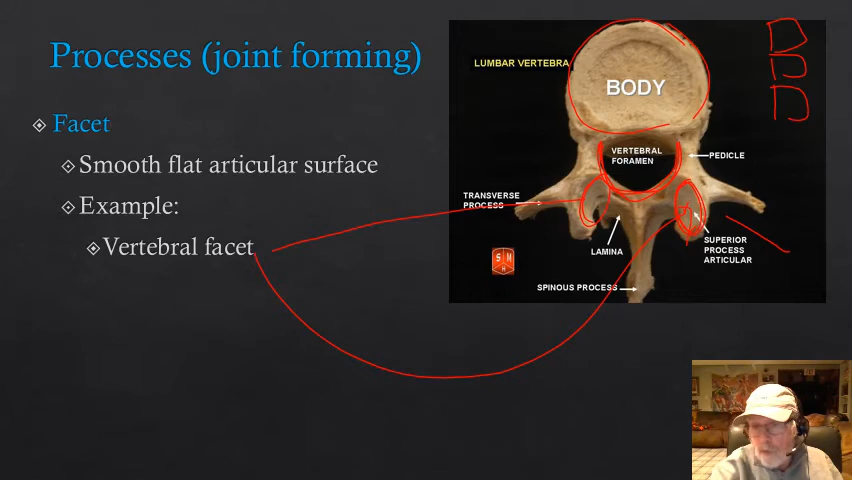 Processes (joint forming)
Facet
Smooth flat articular surface
Example:
Vertebral facet
LUMBAR VERTEBRA
BODY
VERTEBRAL
FORAMEN
PEDICLE
TRANSVERSE
PROCESS
LAMINA
SUPERIOR
PROCESS
ARTICULAR
SPINOUS PROCESS
S M
H